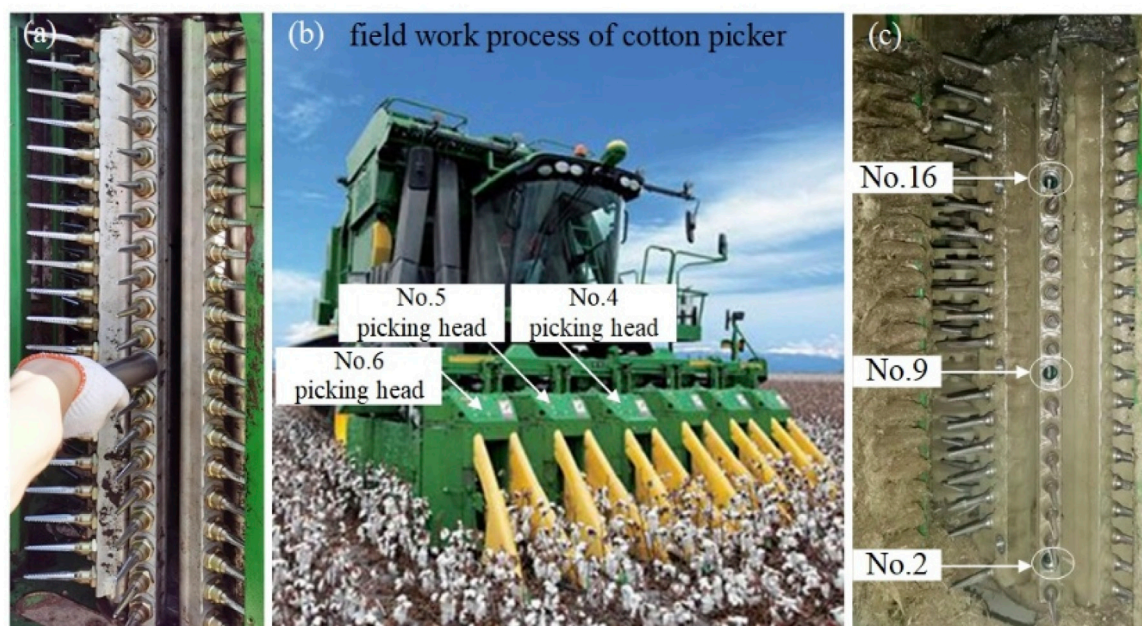 (a)
(b) field work process of cotton picker
No.5
picking head
No.4
picking head
No.6
picking head
(c)
No.16
No.9
No.2